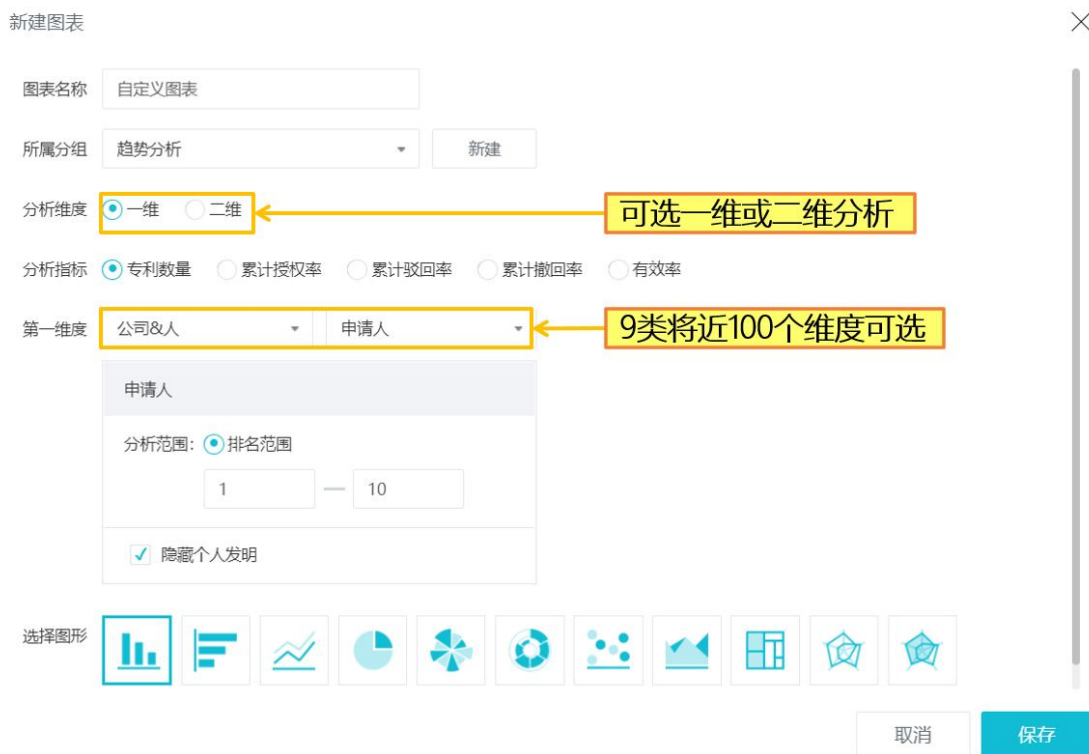 新建图表
图表名称 自定义图表
所属分组 趋势分析 新建
分析维度 一维 二维 可选一维或二维分析
分析指标 专利数量 累计授权率 累计驳回率 累计撤回率 有效率
第一维度 公司&人 申请人 9类将近100个维度可选
申请人
分析范围: 排名范围
1 — 10
隐藏个人发明
选择图形
取消 保存